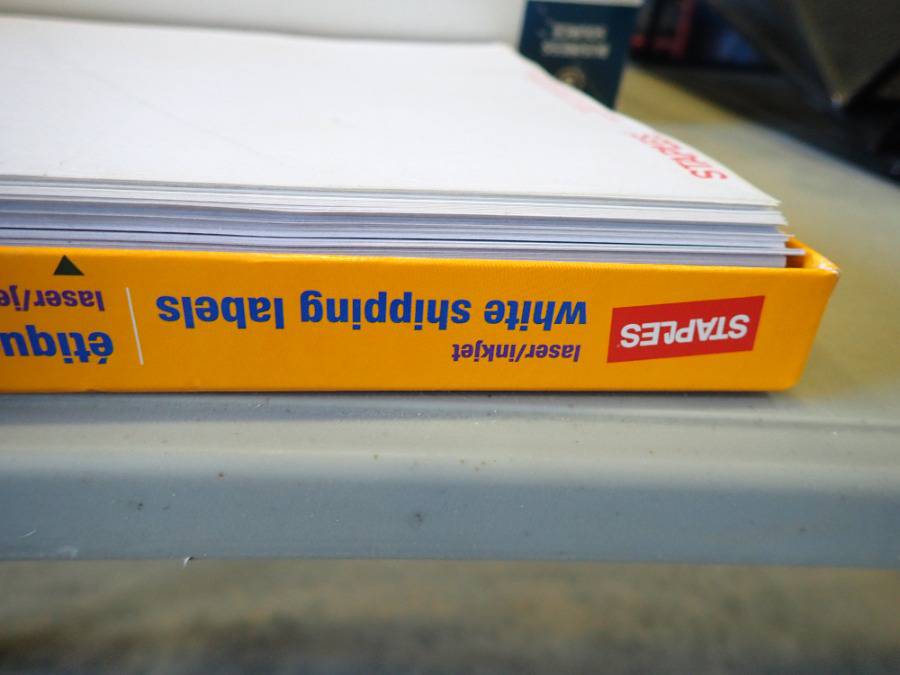 STAPLES
laser/inkjet
white shipping labels
laser/je
étiqu
STAPLES